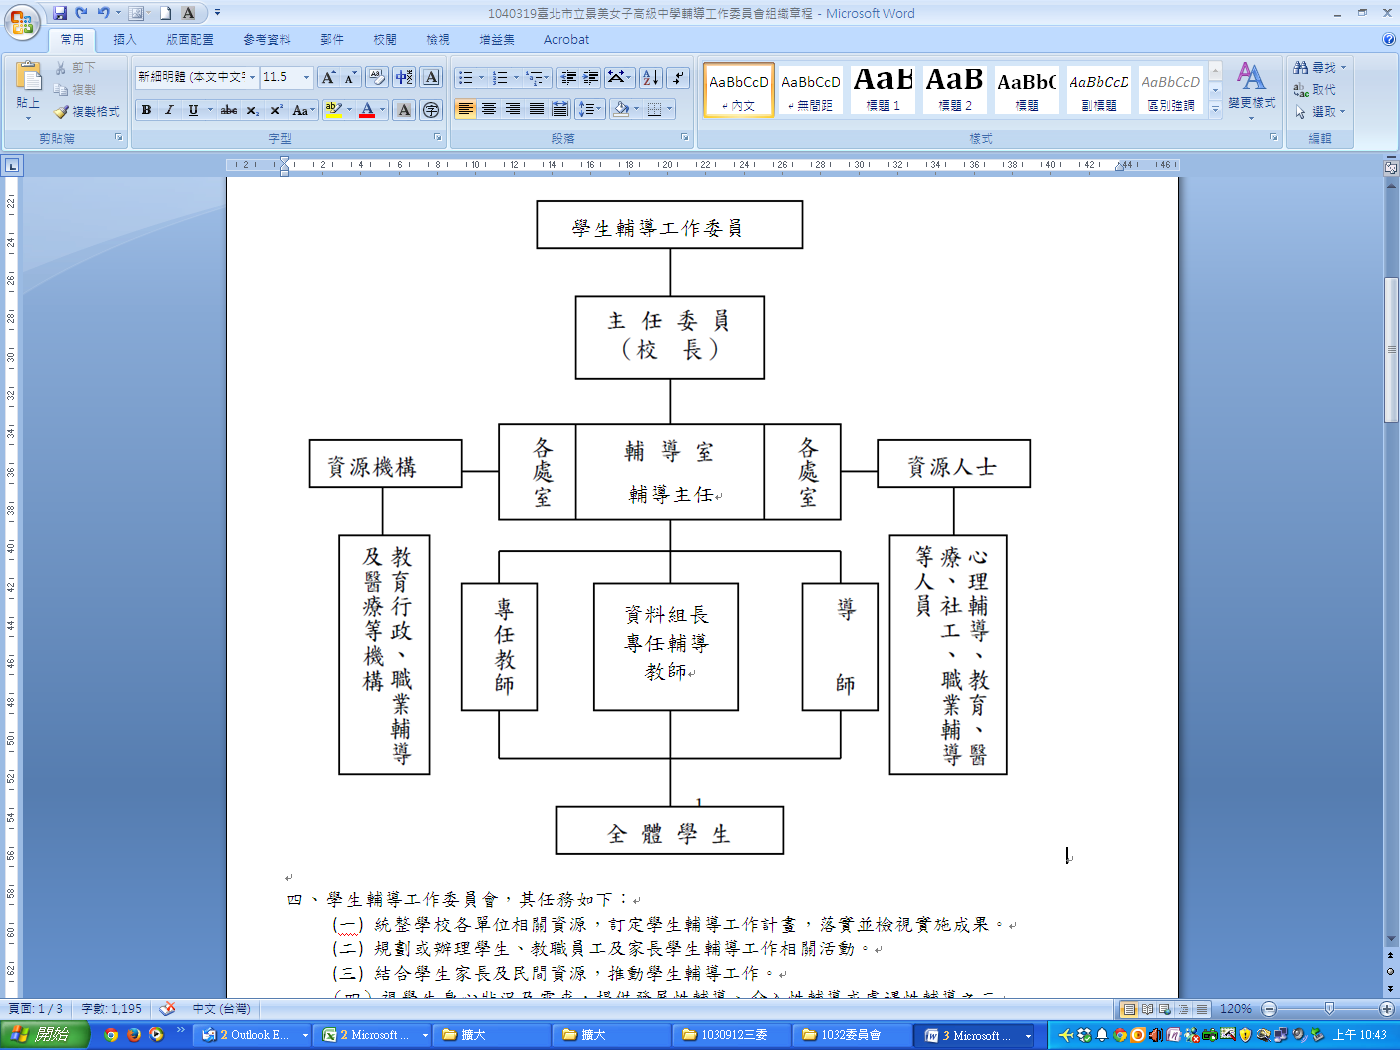 1040319臺北市立景美女子高級中學輔導工作委員會組織章程 - Microsoft Word
常用 插入 版面配置 參考資料 郵件 校閱 檢視 增益集 Acrobat
貼上
剪下
複製
複製格式
剪貼簿
新細明體 (本文中文字 11.5
字型
段落
AaBbCcD AaBbCcD AaB AaB AaBbC AaBbCcD AaBbCcD
內文 無間距 標題 1 標題 2 標題 副標題 區別強調
變更樣式
樣式
尋找
取代
選取
編輯
學生輔導工作委員
主任委員
（校 長）
資源機構
各處室
輔導室
輔導主任
各處室
資源人士
教育行政、職業輔導
及醫療等機構
專任教師
資料組長
專任輔導
教師
導師
心理輔導、教育、醫
療、社工、職業輔導
等人員
1
全體學生
四、學生輔導工作委員會，其任務如下：
(一) 統整學校各單位相關資源，訂定學生輔導工作計畫，落實並檢視實施成果。
(二) 規劃或辦理學生、教職員工及家長學生輔導工作相關活動。
(三) 結合學生家長及民間資源，推動學生輔導工作。
頁面: 1 / 3 字數: 1,195 中文 (台灣) 120%
開始 2 Outlook E... 2 Microsoft ... 擴大 擴大 1030912三委 1032委員會 3 Microsoft ... 上午 10:43